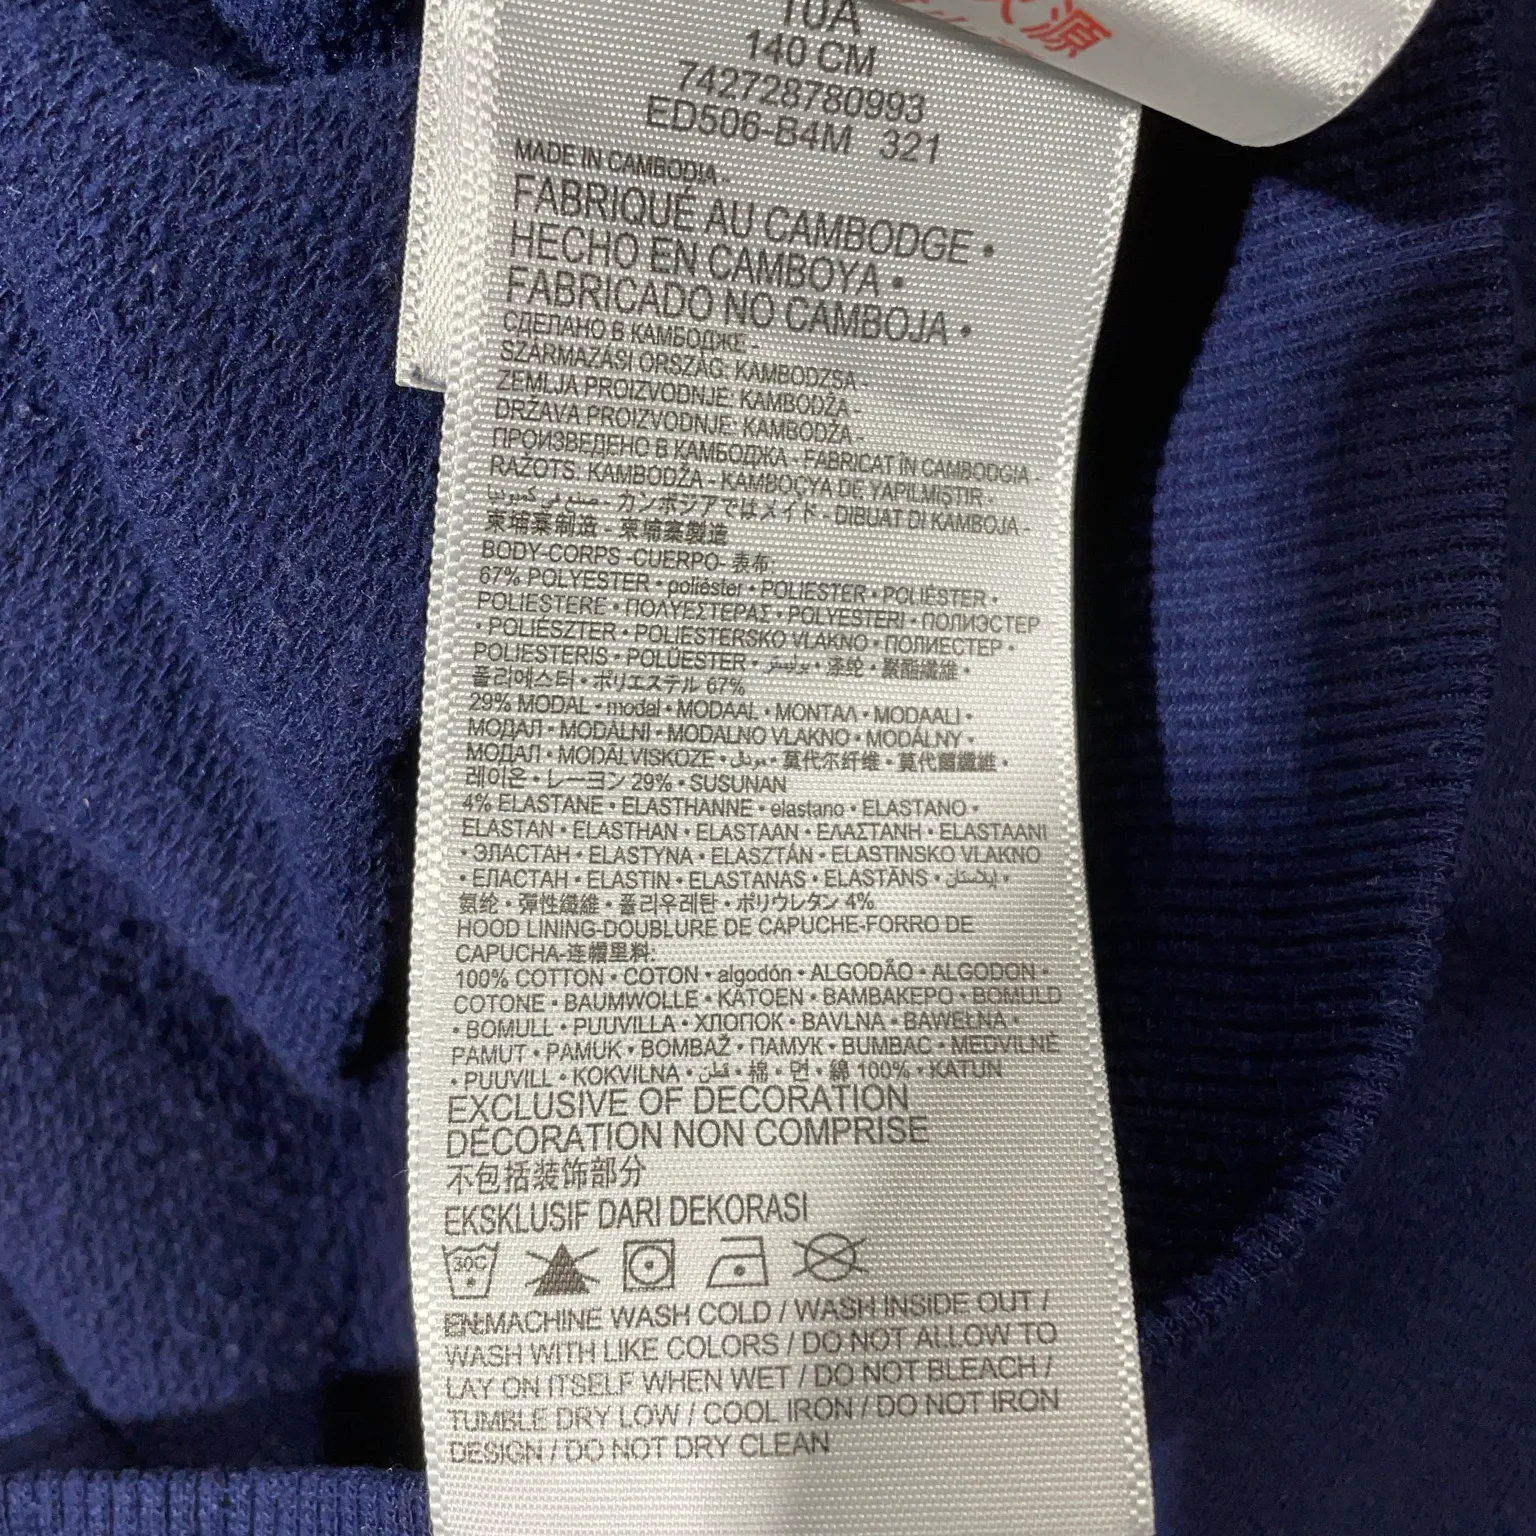 源
10A
140 CM
742728780993
ED506-B4M 321
MADE IN CAMBODIA -
FABRIQUÉ AU CAMBODGE •
HECHO EN CAMBOYA •
FABRICADO NO CAMBOJA •
СДЕЛАНО В КАМБОДЖЕ -
SZÁRMAZÁSI ORSZÁG: KAMBODZSA -
ZEMLJA PROIZVODNJE: KAMBODŽA -
DRŽAVA PROIZVODNJE: KAMBODŽA -
ПРОИЗВЕДЕНО В КАМБОДЖА - FABRICAT ÎN CAMBODGIA
RAŽOTS: KAMBODŽA - KAMBOÇYA DE YAPILMIŞTIR -
صنع في كمبوديا - カンボジアではメイド - DIBUAT DI KAMBOJA -
柬埔寨制造 - 柬埔寨製造
BODY-CORPS -CUERPO- 表布:
67% POLYESTER • poliéster • POLIESTER • POLIÉSTER •
POLIESTERE • ΠΟΛΥΕΣΤΕΡΑΣ • POLYESTERI • ПОЛИЭСТЕР
• POLIÉSZTER • POLIESTERSKO VLAKNO • ПОЛИЕСТЕР •
POLIESTERIS • POLÜESTER • بوليستر • 涤纶 • 聚酯纖維 •
폴리에스터 • ポリエステル 67%
29% MODAL • modal • MODAAL • ΜΟΝΤΑΛ • MODAALI •
МОДАЛ • MODÁLNI • MODALNO VLAKNO • MODÁLNY •
МОДАЛ • MODĀLVISKOZE • مودال • 莫代尔纤维 • 莫代爾纖維 •
레이온 • レーヨン 29% • SUSUNAN
4% ELASTANE • ELASTHANNE • elastano • ELASTANO •
ELASTAN • ELASTHAN • ELASTAAN • ΕΛΑΣΤΑΝΗ • ELASTAANI
• ЭЛАСТАН • ELASTYNA • ELASZTÁN • ELASTINSKO VLAKNO
• ЕЛАСТАН • ELASTIN • ELASTANAS • ELASTĀNS • إيلاستان •
氨纶 • 彈性纖維 • 폴리우레탄 • ポリウレタン 4%
HOOD LINING-DOUBLURE DE CAPUCHE-FORRO DE
CAPUCHA-连帽里料:
100% COTTON • COTON • algodón • ALGODÃO • ALGODON •
COTONE • BAUMWOLLE • KATOEN • ΒΑΜΒΑΚΕΡΟ • BOMULD
• BOMULL • PUUVILLA • ХЛОПОК • BAVLNA • BAWEŁNA •
PAMUT • PAMUK • BOMBAŽ • ПАМУК • BUMBAC • MEDVILNĖ
• PUUVILL • KOKVILNA • قطن • 棉 • 면 • 綿 100% • KATUN
EXCLUSIVE OF DECORATION
DÉCORATION NON COMPRISE
不包括装饰部分
EKSKLUSIF DARI DEKORASI
30C
EN:MACHINE WASH COLD / WASH INSIDE OUT /
WASH WITH LIKE COLORS / DO NOT ALLOW TO
LAY ON ITSELF WHEN WET / DO NOT BLEACH /
TUMBLE DRY LOW / COOL IRON / DO NOT IRON
DESIGN / DO NOT DRY CLEAN